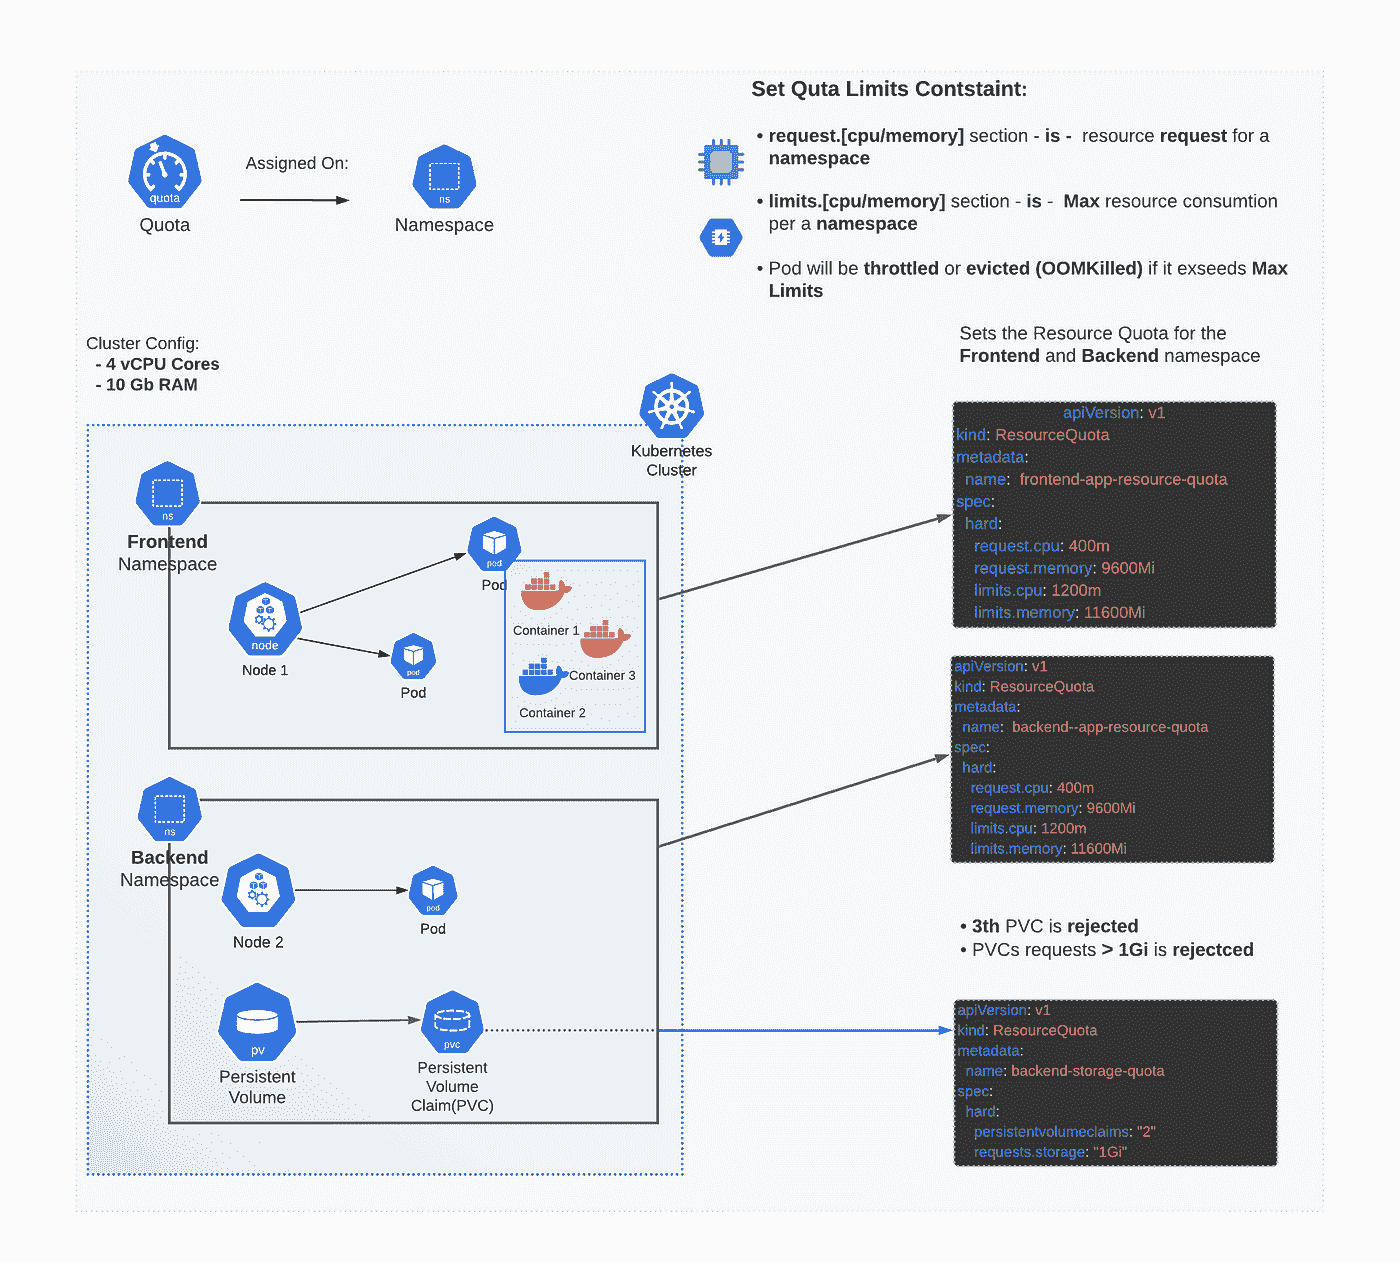 Set Quta Limits Contstaint:
• request.[cpu/memory] section - is - resource request for a
namespace
• limits.[cpu/memory] section - is - Max resource consumtion
per a namespace
• Pod will be throttled or evicted (OOMKilled) if it exceeds Max
Limits
quota
Quota
Assigned On:
ns
Namespace
Cluster Config:
- 4 vCPU Cores
- 10 Gb RAM
Kubernetes
Cluster
ns
Frontend
Namespace
node
Node 1
pod
Pod
pod
Pod
Container 1
Container 3
Container 2
ns
Backend
Namespace
Node 2
pod
Pod
pv
Persistent
Volume
pvc
Persistent
Volume
Claim(PVC)
Sets the Resource Quota for the
Frontend and Backend namespace
apiVersion: v1
kind: ResourceQuota
metadata:
name: frontend-app-resource-quota
spec:
hard:
request.cpu: 400m
request.memory: 9600Mi
limits.cpu: 1200m
limits.memory: 11600Mi
apiVersion: v1
kind: ResourceQuota
metadata:
name: backend--app-resource-quota
spec:
hard:
request.cpu: 400m
request.memory: 9600Mi
limits.cpu: 1200m
limits.memory: 11600Mi
• 3th PVC is rejected
• PVCs requests > 1Gi is rejectced
apiVersion: v1
kind: ResourceQuota
metadata:
name: backend-storage-quota
spec:
hard:
persistentvolumeclaims: "2"
requests.storage: "1Gi"